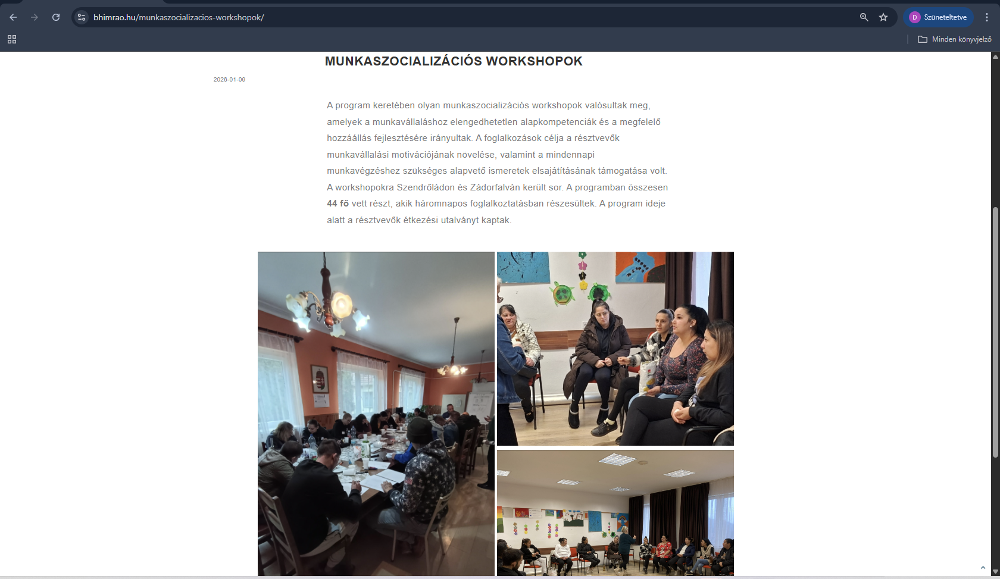 bhimrao.hu/munkaszocializacios-workshopok/
D Szüneteltetve
Minden könyvjelző
MUNKASZOCIALIZÁCIÓS WORKSHOPOK
2026-01-09
A program keretében olyan munkaszocializációs workshopok valósultak meg,
amelyek a munkavállaláshoz elengedhetetlen alapkompetenciák és a megfelelő
hozzáállás fejlesztésére irányultak. A foglalkozások célja a résztvevők
munkavállalási motivációjának növelése, valamint a mindennapi
munkavégzéshez szükséges alapvető ismeretek elsajátításának támogatása volt.
A workshopokra Szendrőládon és Zádorfalván került sor. A programban összesen
44 fő vett részt, akik háromnapos foglalkoztatásban részesültek. A program ideje
alatt a résztvevők étkezési utalványt kaptak.